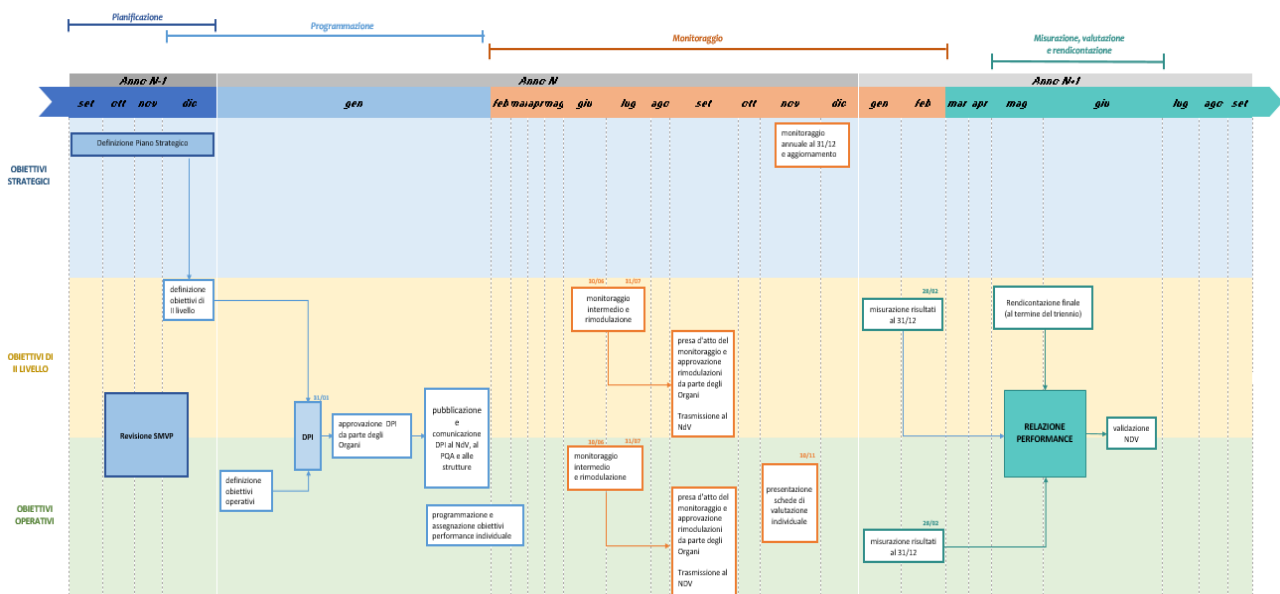 Pianificazione
Programmazione
Monitoraggio
Misurazione, valutazione
e rendicontazione
Anno N-1
Anno N
Anno N+1
set ott nov dic gen feb mar apr mag giu lug ago set ott nov dic gen feb mar apr mag giu lug ago set
OBIETTIVI
STRATEGICI
Definizione Piano Strategico
monitoraggio
annuale al 31/12
e aggiornamento
OBIETTIVI DI
II LIVELLO
definizione
obiettivi di
II livello
30/06
31/07
monitoraggio
intermedio e
rimodulazione
presa d'atto del
monitoraggio e
approvazione
rimodulazioni
da parte degli
Organi
Trasmissione al
NdV
28/02
misurazione risultati
al 31/12
Rendicontazione finale
(al termine del triennio)
Revisione SMVP
31/01
DPI
approvazione DPI
da parte degli
Organi
pubblicazione
e
comunicazione
DPI al NdV, al
PQA e alle
strutture
RELAZIONE
PERFORMANCE
validazione
NDV
OBIETTIVI
OPERATIVI
definizione
obiettivi
operativi
programmazione e
assegnazione obiettivi
performance individuale
31/07
monitoraggio
intermedio
e rimodulazione
presa d'atto del
monitoraggio e
approvazione
rimodulazioni
da parte degli
Organi
Trasmissione al
NDV
30/11
presentazione
schede di
valutazione
individuale
28/02
misurazione risultati
al 31/12